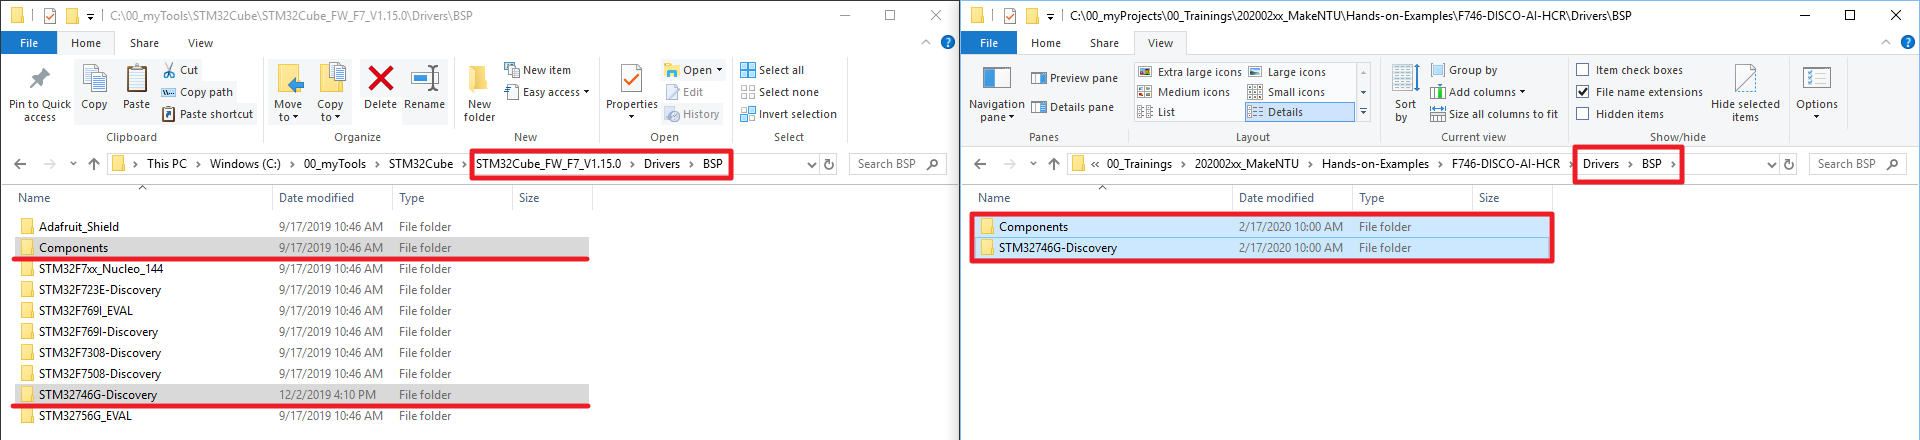 C:\00_myTools\STM32Cube\STM32Cube_FW_F7_V1.15.0\Drivers\BSP
File Home Share View
Pin to Quick access
Copy
Paste
Cut
Copy path
Paste shortcut
Clipboard
Move to
Copy to
Delete
Rename
Organize
New folder
New item
Easy access
New
Properties
Open
Edit
History
Open
Select all
Select none
Invert selection
Select
This PC > Windows (C:) > 00_myTools > STM32Cube > STM32Cube_FW_F7_V1.15.0 > Drivers > BSP
Search BSP
Name Date modified Type Size
Adafruit_Shield 9/17/2019 10:46 AM File folder
Components 9/17/2019 10:46 AM File folder
STM32F7xx_Nucleo_144 9/17/2019 10:46 AM File folder
STM32F723E-Discovery 9/17/2019 10:46 AM File folder
STM32F769I_EVAL 9/17/2019 10:46 AM File folder
STM32F769I-Discovery 9/17/2019 10:46 AM File folder
STM32F7308-Discovery 9/17/2019 10:46 AM File folder
STM32F7508-Discovery 9/17/2019 10:46 AM File folder
STM32746G-Discovery 12/2/2019 4:10 PM File folder
STM32756G_EVAL 9/17/2019 10:46 AM File folder
C:\00_myProjects\00_Trainings\202002xx_MakeNTU\Hands-on-Examples\F746-DISCO-AI-HCR\Drivers\BSP
File Home Share View
Navigation pane
Preview pane
Details pane
Panes
Extra large icons Large icons
Medium icons Small icons
List Details
Layout
Sort by
Group by
Add columns
Size all columns to fit
Current view
Item check boxes
File name extensions
Hidden items
Hide selected items
Show/hide
Options
« 00_Trainings > 202002xx_MakeNTU > Hands-on-Examples > F746-DISCO-AI-HCR > Drivers > BSP >
Search BSP
Name Date modified Type Size
Components 2/17/2020 10:00 AM File folder
STM32746G-Discovery 2/17/2020 10:00 AM File folder